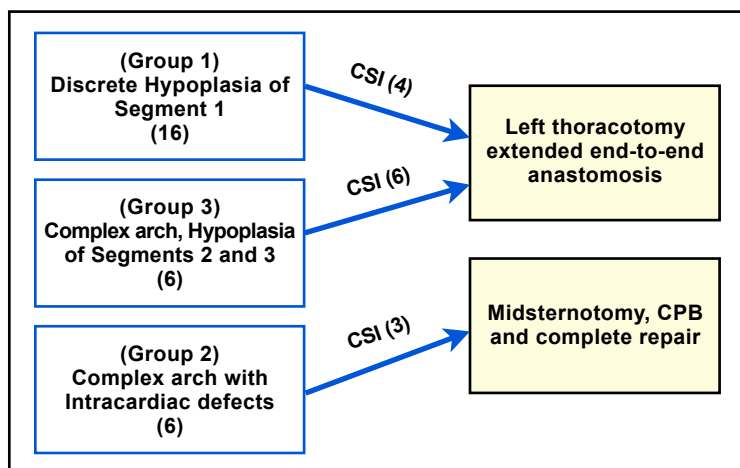 (Group 1)
Discrete Hypoplasia of
Segment 1
(16)
CSI (4)
Left thoracotomy
extended end-to-end
anastomosis
(Group 3)
Complex arch, Hypoplasia
of Segments 2 and 3
(6)
CSI (6)
(Group 2)
Complex arch with
Intracardiac defects
(6)
CSI (3)
Midsternotomy, CPB
and complete repair